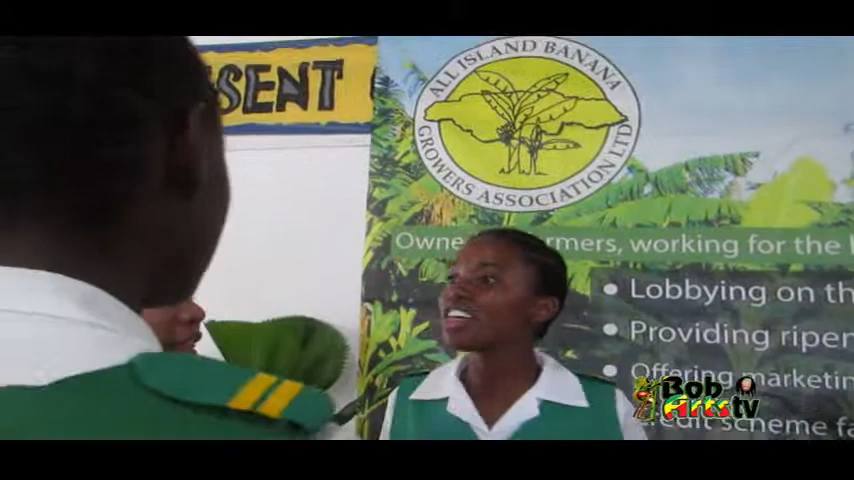 SENT
ALL ISLAND BANANA
GROWERS ASSOCIATION LTD
Owne rmers, working for the
Lobbying on th
Providing ripen
Offering
marketin
redit scheme fa
Bob
Arts tv